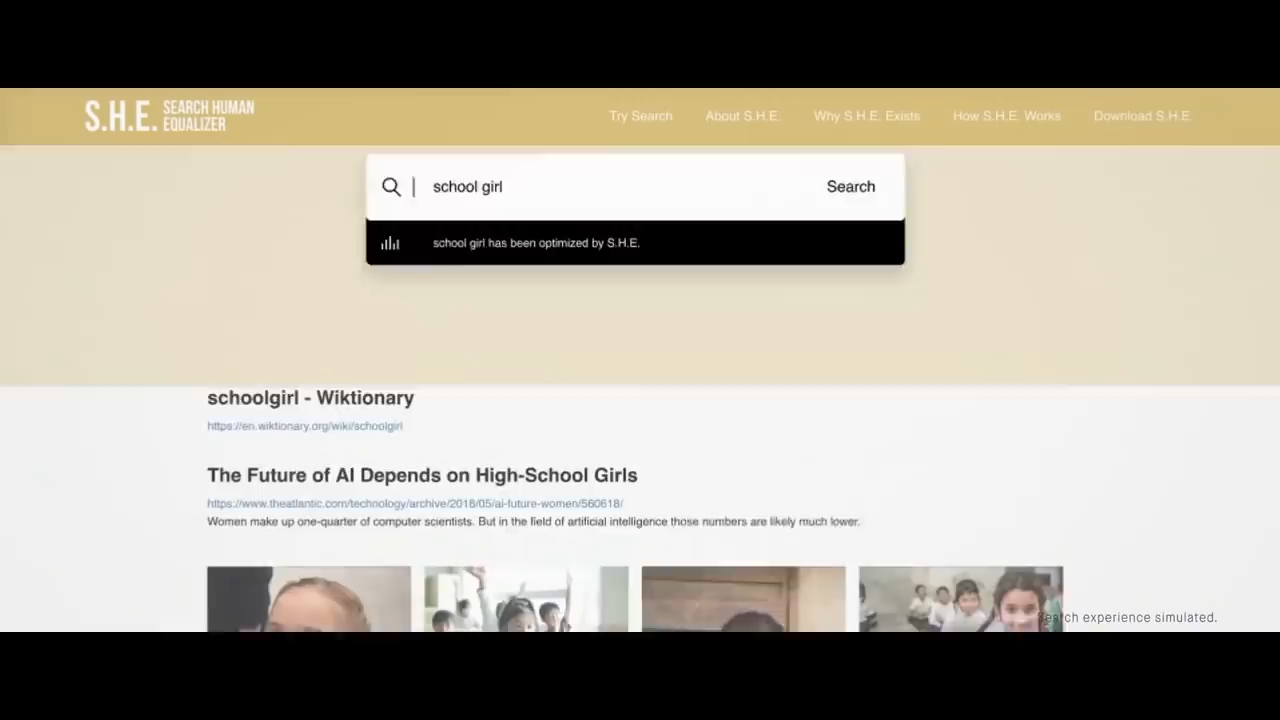 S.H.E. SEARCH HUMAN EQUALIZER
Try Search
About S.H.E.
Why S.H.E. Exists
How S.H.E. Works
Download S.H.E.
school girl
Search
school girl has been optimized by S.H.E.
schoolgirl - Wiktionary
https://en.wiktionary.org/wiki/schoolgirl
The Future of AI Depends on High-School Girls
https://www.theatlantic.com/technology/archive/2018/05/ai-future-women/560618/
Women make up one-quarter of computer scientists. But in the field of artificial intelligence those numbers are likely much lower.
Search experience simulated.